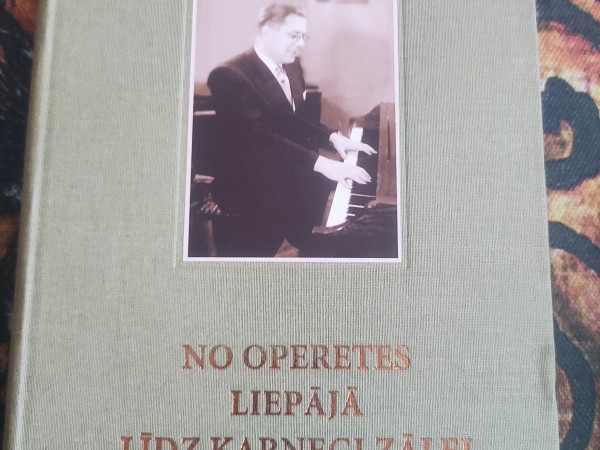 NO OPERETES
LIEPĀJĀ
LĪDZ KARNEGI ZĀLEI